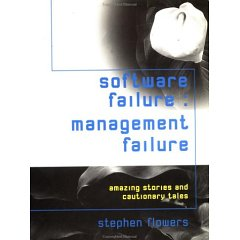 software
failure :
management
failure
amazing stories and
cautionary tales
stephen flowers